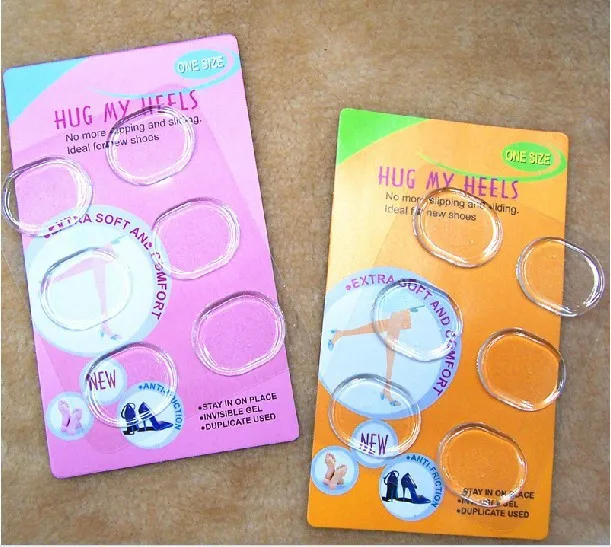 ONE SIZE
HUG MY HEELS
No more slipping and sliding.
Ideal for new shoes
•EXTRA SOFT AND COMFORT
NEW
•ANTI-FRICTION
•STAY IN ON PLACE
•INVISIBLE GEL
•DUPLICATE USED
ONE SIZE
HUG MY HEELS
No more slipping and sliding.
Ideal for new shoes
•EXTRA SOFT AND COMFORT
NEW
•ANTI-FRICTION
•STAY IN ON PLACE
•INVISIBLE GEL
•DUPLICATE USED